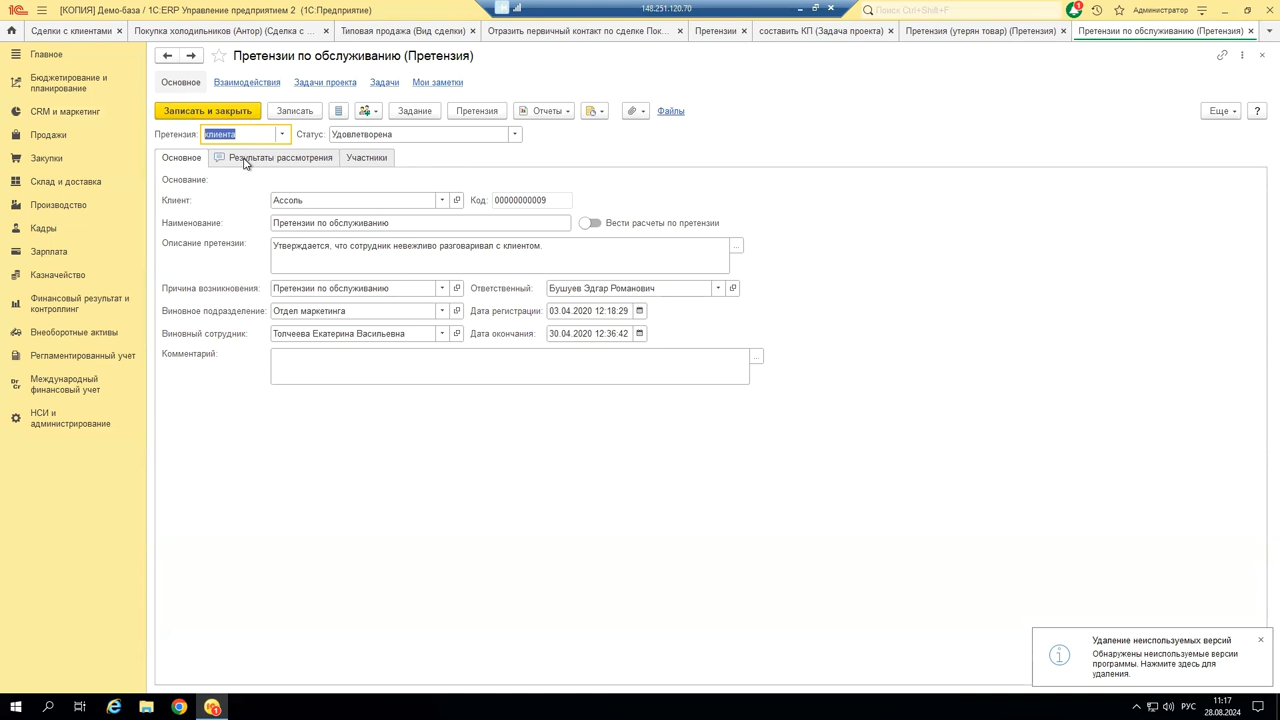 [КОПИЯ] Демо-база / 1С:ERP Управление предприятием 2 (1С:Предприятие)
148.251.120.70
Поиск Ctrl+Shift+F
Администратор
Сделки с клиентами
Покупка холодильников (Антор) (Сделка с ...
Типовая продажа (Вид сделки)
Отразить первичный контакт по сделке Пок...
Претензии
составить КП (Задача проекта)
Претензия (утерян товар) (Претензия)
Претензии по обслуживанию (Претензия)
Главное
Бюджетирование и
планирование
CRM и маркетинг
Продажи
Закупки
Склад и доставка
Производство
Кадры
Зарплата
Казначейство
Финансовый результат и
контроллинг
Внеоборотные активы
Регламентированный учет
Международный
финансовый учет
НСИ и
администрирование
Претензии по обслуживанию (Претензия)
Основное
Взаимодействия
Задачи проекта
Задачи
Мои заметки
Записать и закрыть
Записать
Задание
Претензия
Отчеты
Файлы
Еще
?
Претензия: клиента
Статус: Удовлетворена
Основное
Результаты рассмотрения
Участники
Основание:
Клиент: Ассоль
Код: 00000000009
Наименование: Претензии по обслуживанию
Вести расчеты по претензии
Описание претензии: Утверждается, что сотрудник невежливо разговаривал с клиентом.
...
Причина возникновения: Претензии по обслуживанию
Ответственный: Бушуев Эдгар Романович
Виновное подразделение: Отдел маркетинга
Дата регистрации: 03.04.2020 12:18:29
Виновный сотрудник: Топчеева Екатерина Васильевна
Дата окончания: 30.04.2020 12:36:42
Комментарий:
...
Удаление неиспользуемых версий
Обнаружены неиспользуемые версии
программы. Нажмите здесь для
удаления.
РУС
11:17
28.08.2024